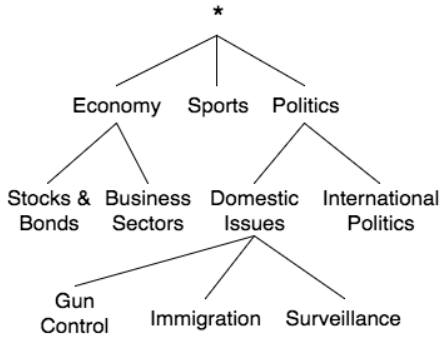 *
Economy Sports Politics
Stocks & Business Domestic International
Bonds Sectors Issues Politics
Gun
Control Immigration Surveillance